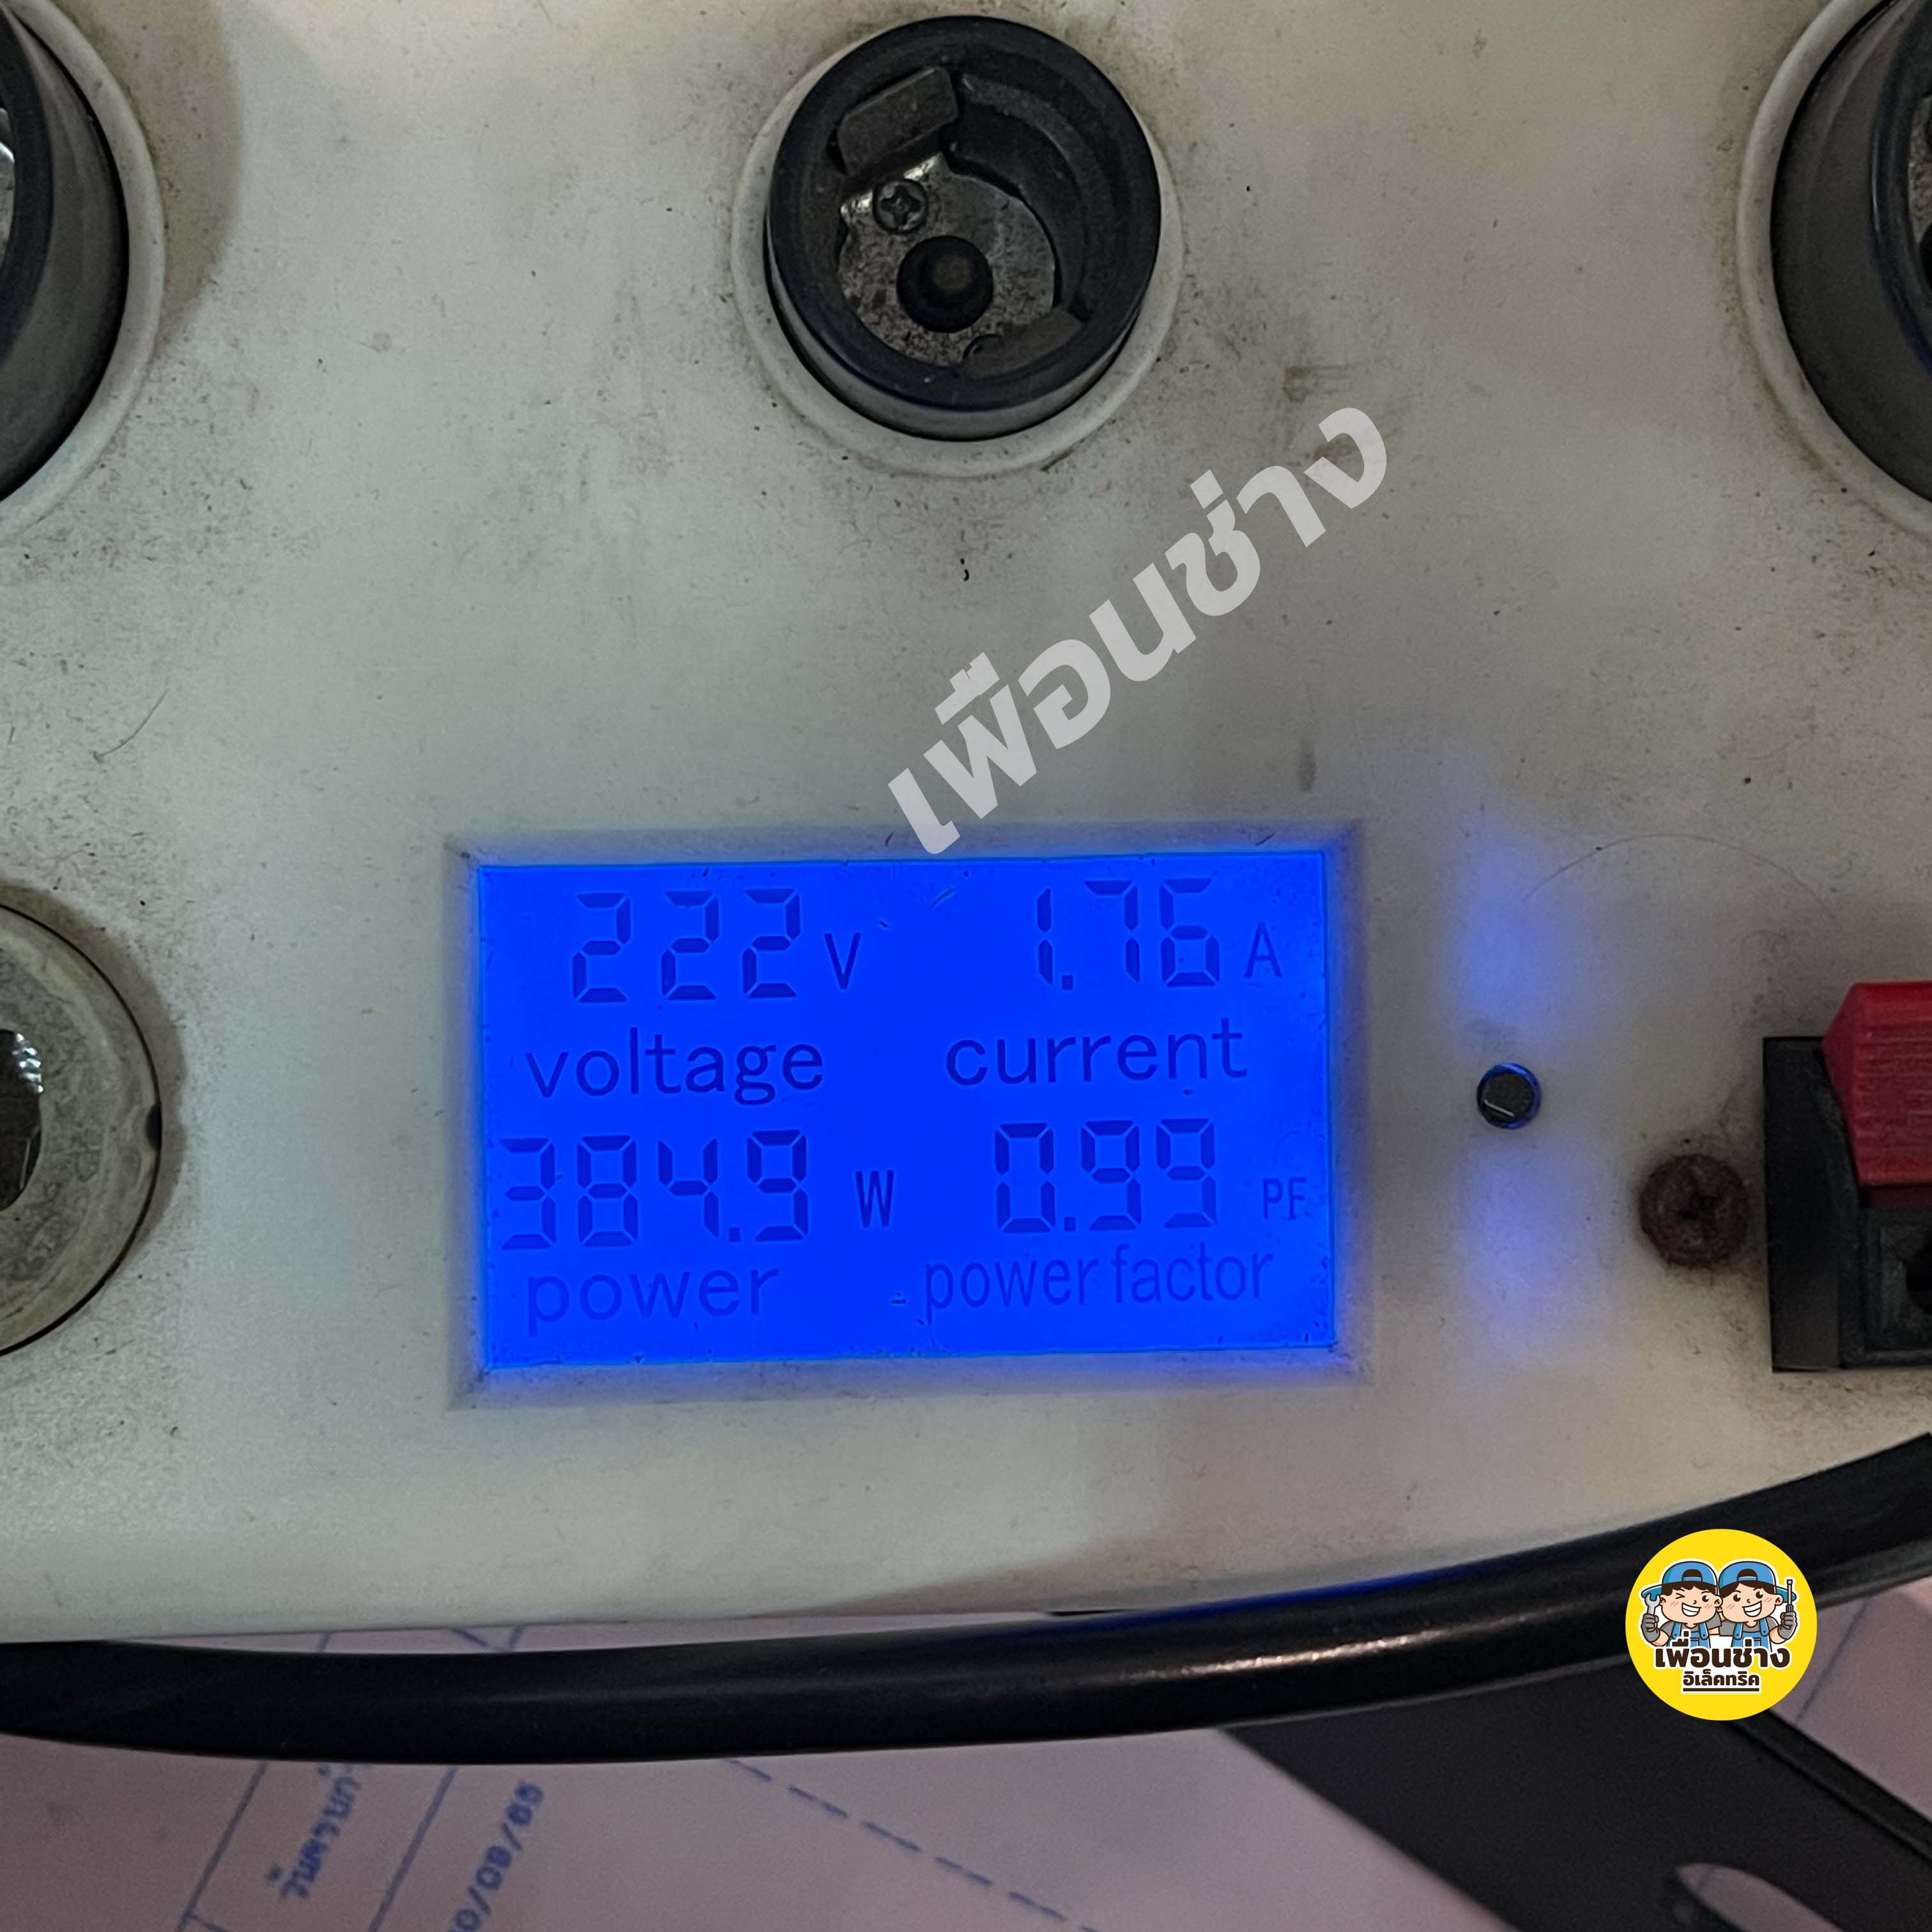 เพื่อนช่าง
222 V 1.76 A
voltage current
384.9 W 0.99 PF
power power factor
เพื่อนช่าง
อิเล็คทริค